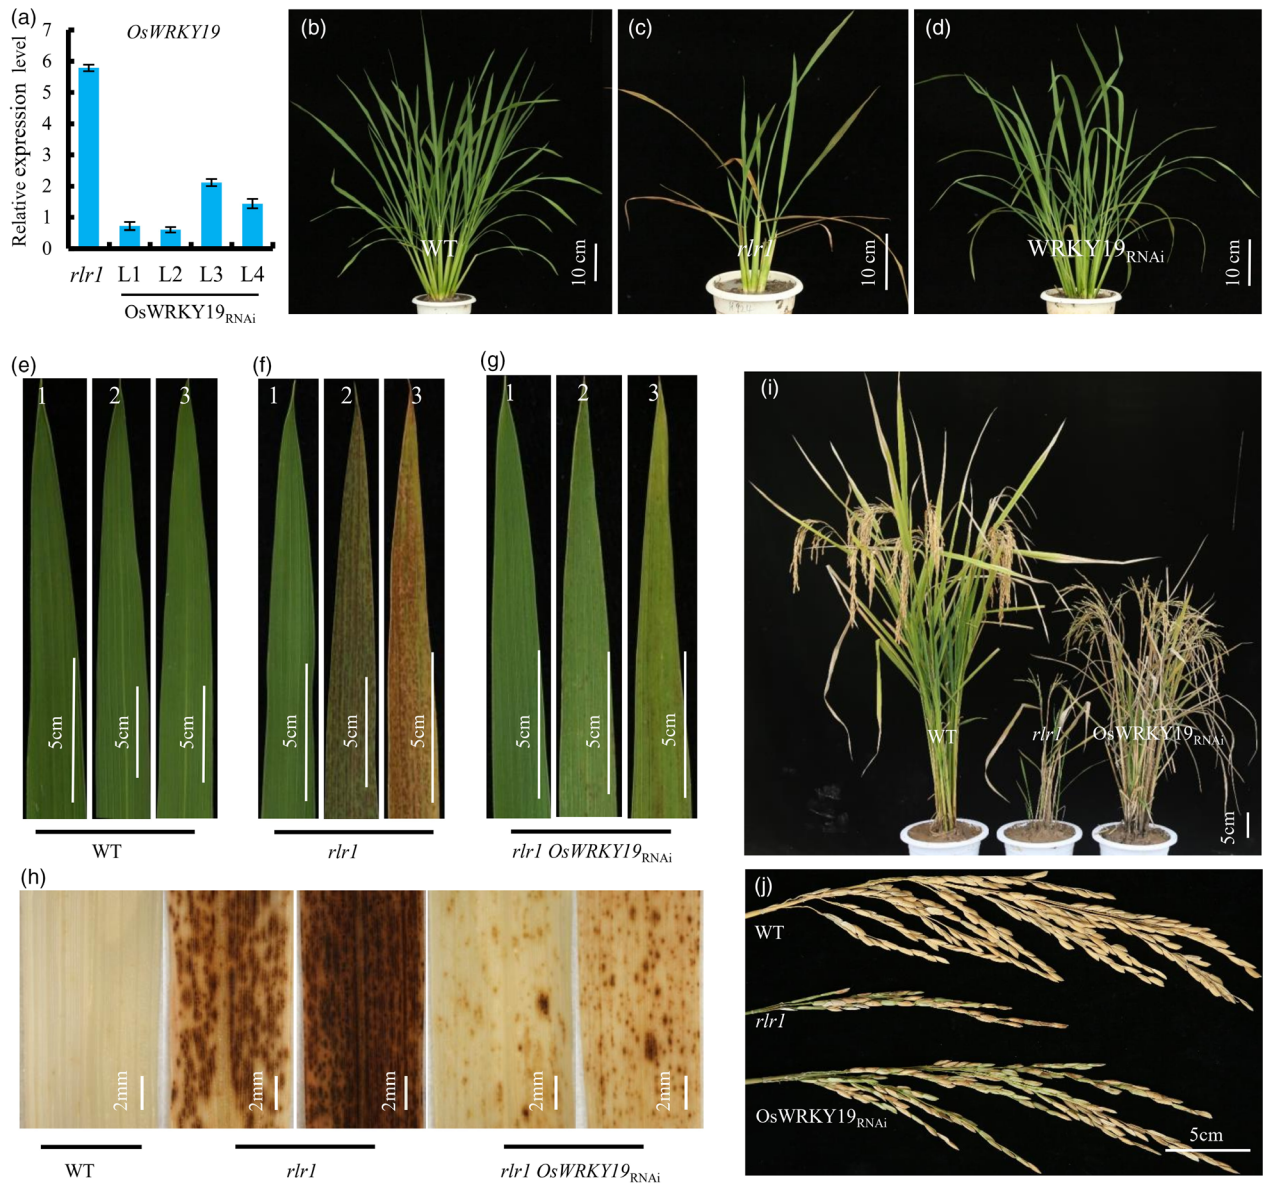 (a)
OsWRKY19
Relative expression level
7
6
5
4
3
2
1
0
rlr1 L1 L2 L3 L4
OsWRKY19RNAi
(b)
WT
10 cm
(c)
rlr1
10 cm
(d)
WRKY19RNAi
10 cm
(e)
1 2 3
5cm 5cm 5cm
WT
(f)
1 2 3
5cm 5cm 5cm
rlr1
(g)
1 2 3
5cm 5cm 5cm
rlr1 OsWRKY19RNAi
(h)
2mm 2mm 2mm 2mm 2mm
WT rlr1 rlr1 OsWRKY19RNAi
(i)
WT rlr1 OsWRKY19RNAi
5cm
(j)
WT
rlr1
OsWRKY19RNAi
5cm